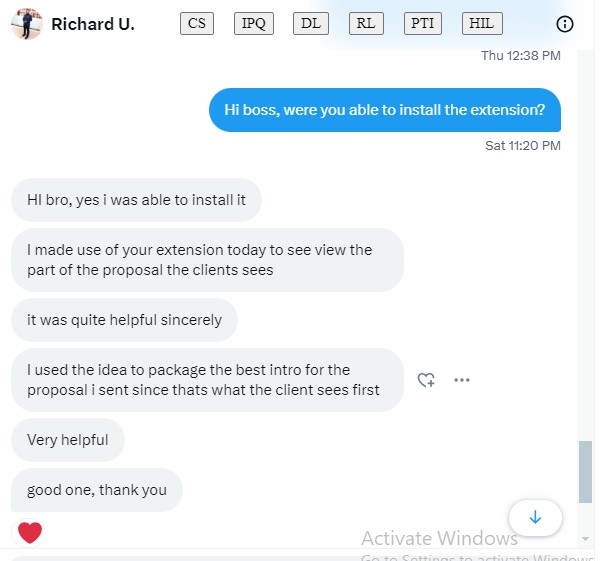 Richard U.
CS
IPQ
DL
RL
PTI
HIL
Thu 12:38 PM
Hi boss, were you able to install the extension?
Sat 11:20 PM
HI bro, yes i was able to install it
I made use of your extension today to see view the
part of the proposal the clients sees
it was quite helpful sincerely
I used the idea to package the best intro for the
proposal i sent since thats what the client sees first
Very helpful
good one, thank you
Activate Windows
Go to Settings to activate Windows